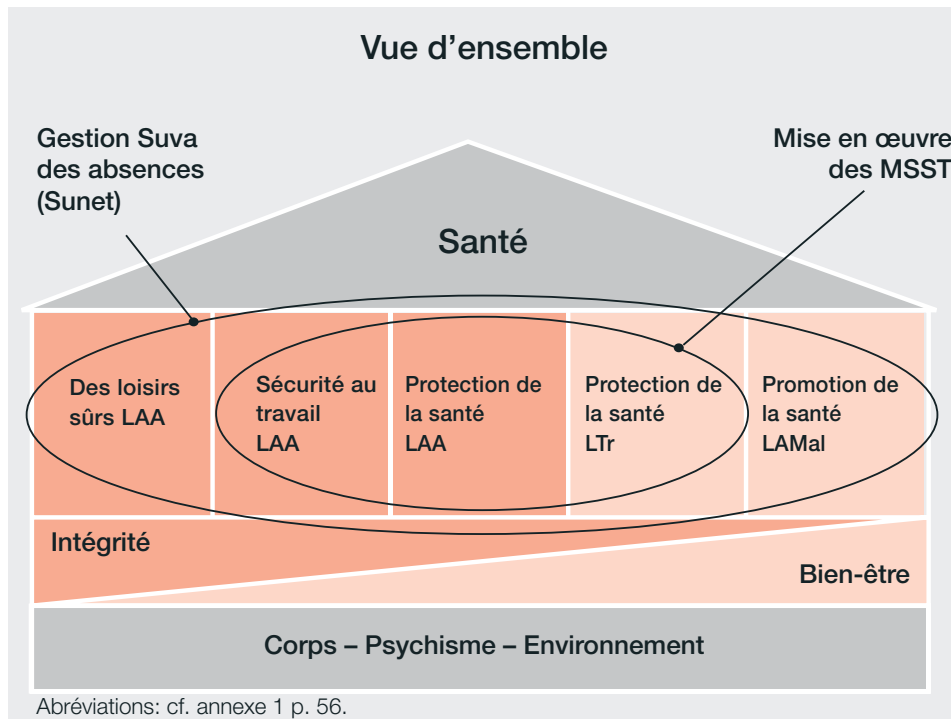 Vue d'ensemble
Gestion Suva
des absences
(Sunet)
Mise en œuvre
des MSST
Santé
Des loisirs
sûrs LAA
Sécurité au
travail
LAA
Protection de
la santé
LAA
Protection de
la santé
LTr
Promotion de
la santé
LAMal
Intégrité
Bien-être
Corps – Psychisme – Environnement
Abréviations: cf. annexe 1 p. 56.